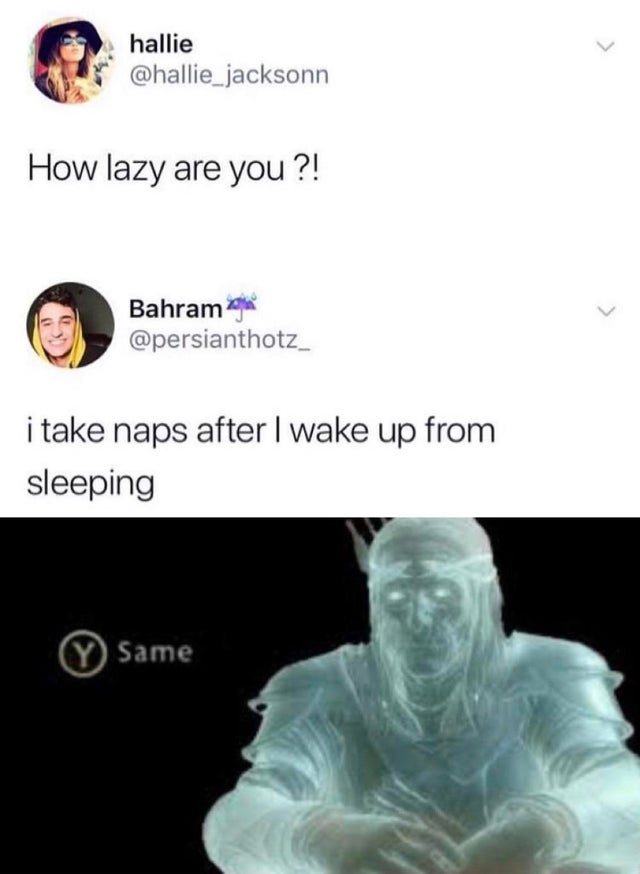 hallie
@hallie_jacksonn
How lazy are you ?!
Bahram☔
@persianthotz_
i take naps after I wake up from
sleeping
Y Same